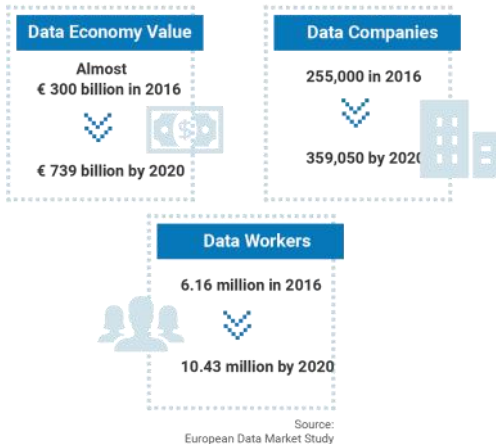 Data Economy Value
Almost
€ 300 billion in 2016
€ 739 billion by 2020
Data Companies
255,000 in 2016
359,050 by 2020
Data Workers
6.16 million in 2016
10.43 million by 2020
Source:
European Data Market Study